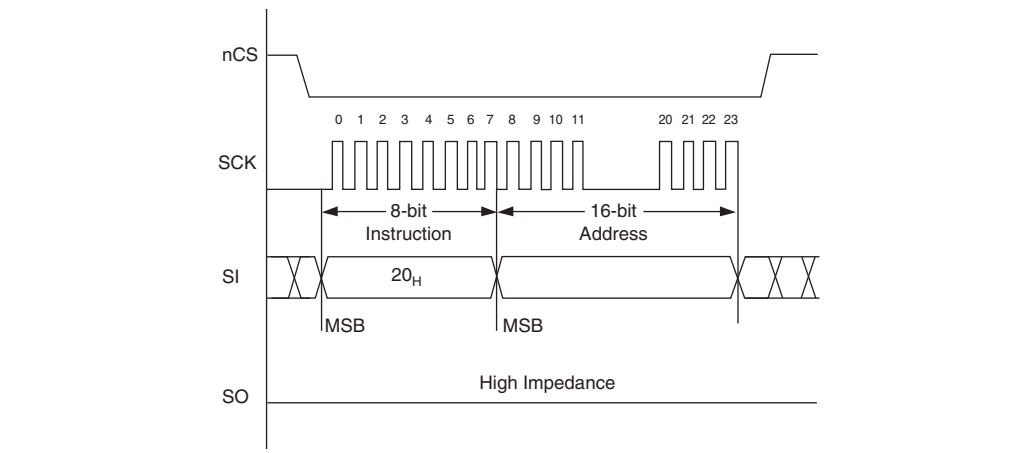 nCS
0 1 2 3 4 5 6 7 8 9 10 11 20 21 22 23
SCK
8-bit 16-bit
Instruction Address
SI 20H
MSB MSB
High Impedance
SO